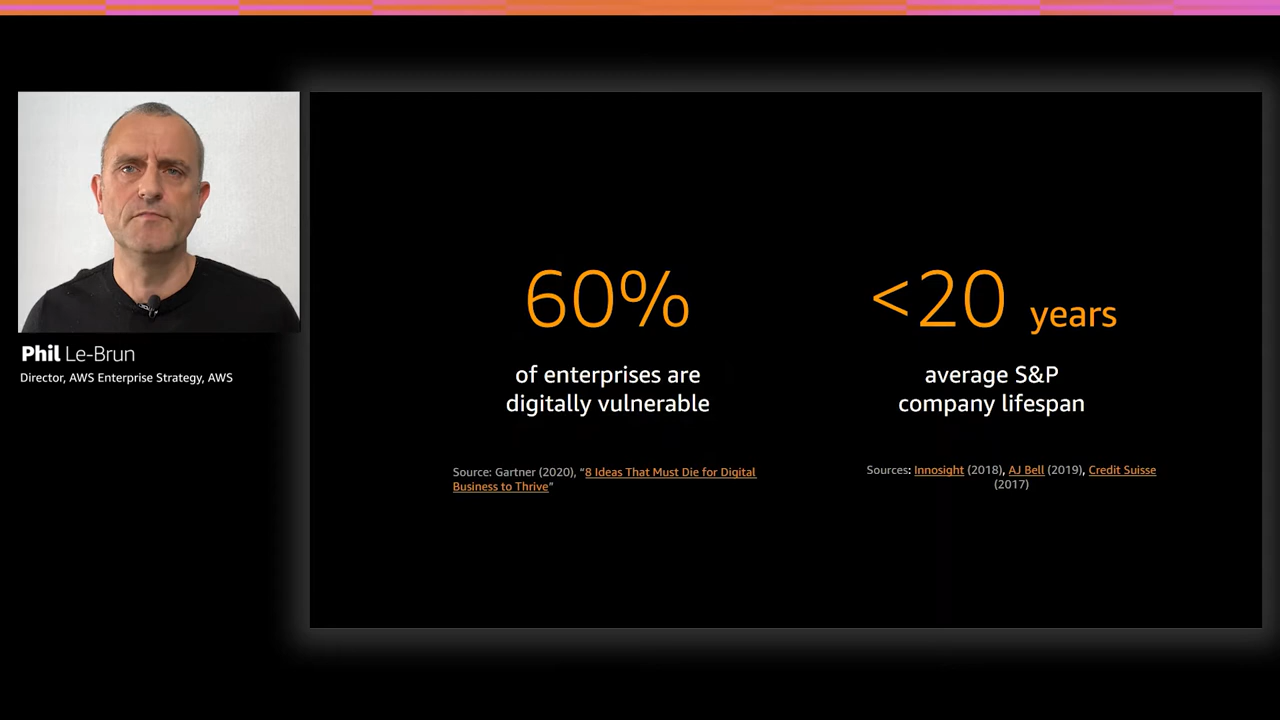 Phil Le-Brun
Director, AWS Enterprise Strategy, AWS
60%
of enterprises are
digitally vulnerable
Source: Gartner (2020), “8 Ideas That Must Die for Digital
Business to Thrive”
<20 years
average S&P
company lifespan
Sources: Innosight (2018), AJ Bell (2019), Credit Suisse
(2017)